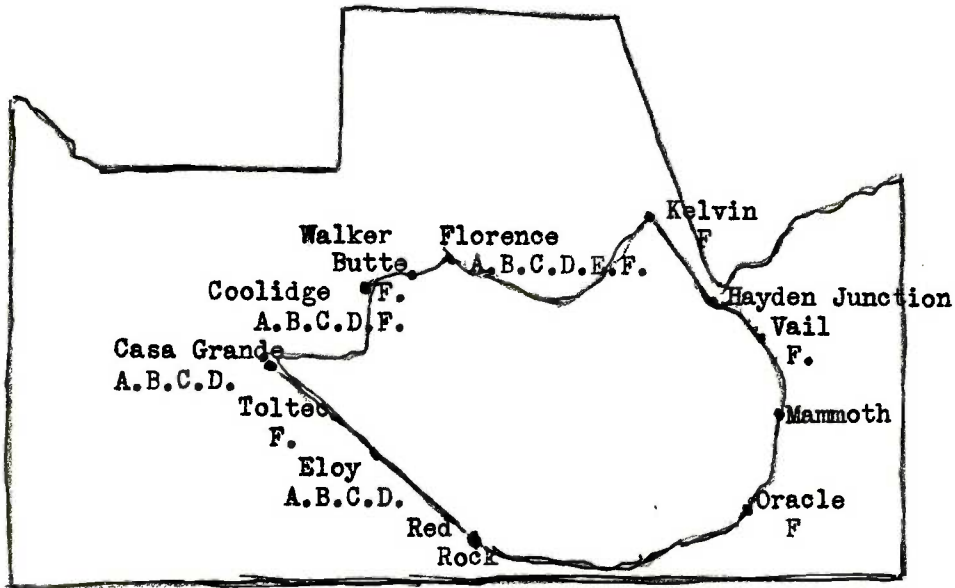 Kelvin
F
Walker
Butte
F.
Florence
A.B.C.D.E.F.
Coolidge
A.B.C.D.F.
Hayden Junction
Vail
F.
Casa Grande
A.B.C.D.
Toltec
F.
Mammoth
Eloy
A.B.C.D.
Oracle
F
Red
Rock